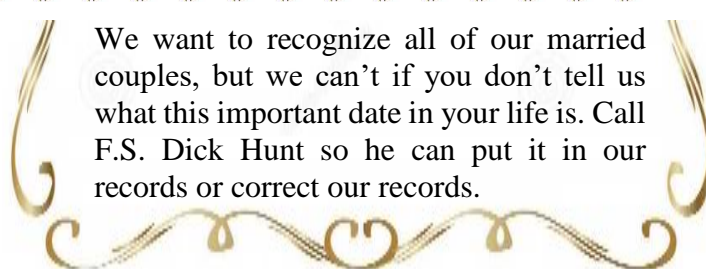 We want to recognize all of our married
couples, but we can’t if you don’t tell us
what this important date in your life is. Call
F.S. Dick Hunt so he can put it in our
records or correct our records.